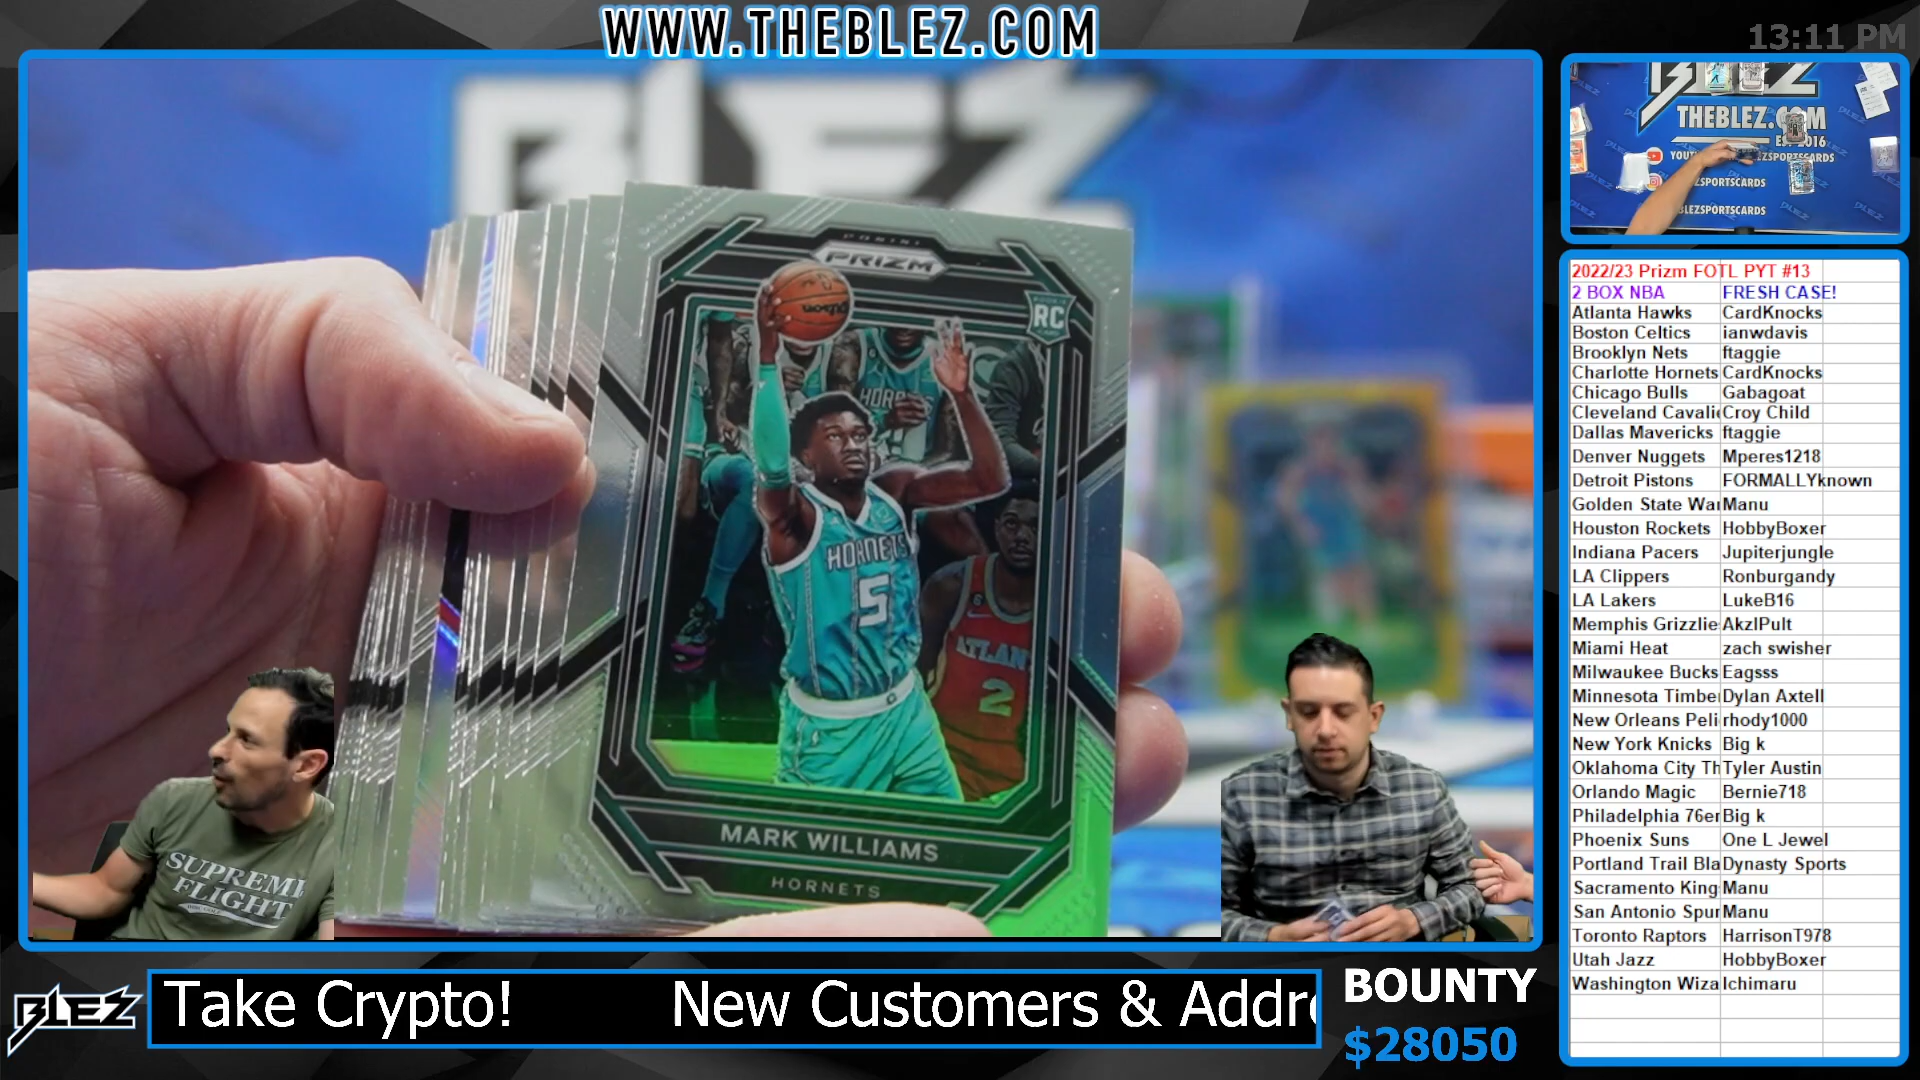 WWW.THEBLEZ.COM
13:11 PM
BLEZ
PANINI
PRIZM
ROOKIE
RC
HORNETS
5
ATLAN
2
MARK WILLIAMS
HORNETS
SUPREME
FLIGHT
BLEZ
THEBLEZ.COM
EST 2016
BLEZSPORTSCARDS
2022/23 Prizm FOTL PYT #13
2 BOX NBA FRESH CASE!
Atlanta Hawks CardKnocks
Boston Celtics ianwdavis
Brooklyn Nets ftaggie
Charlotte Hornets CardKnocks
Chicago Bulls Gabagoat
Cleveland Cavali Croy Child
Dallas Mavericks ftaggie
Denver Nuggets Mperes1218
Detroit Pistons FORMALLYknown
Golden State War Manu
Houston Rockets HobbyBoxer
Indiana Pacers Jupiterjungle
LA Clippers Ronburgandy
LA Lakers LukeB16
Memphis Grizzlie AkzlPult
Miami Heat zach swisher
Milwaukee Bucks Eagsss
Minnesota Timbe Dylan Axtell
New Orleans Peli rhody1000
New York Knicks Big k
Oklahoma City Th Tyler Austin
Orlando Magic Bernie718
Philadelphia 76er Big k
Phoenix Suns One L Jewel
Portland Trail Bla Dynasty Sports
Sacramento King Manu
San Antonio Spur Manu
Toronto Raptors HarrisonT978
Utah Jazz HobbyBoxer
Washington Wiza Ichimaru
BLEZ
Take Crypto! New Customers & Addre
BOUNTY
$28050